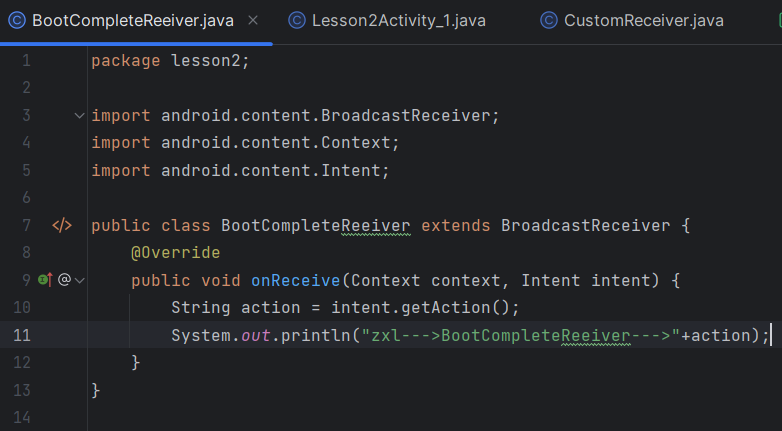 BootCompleteReeiver.java × Lesson2Activity_1.java CustomReceiver.java
1 package lesson2;
2
3 import android.content.BroadcastReceiver;
4 import android.content.Context;
5 import android.content.Intent;
6
7 </> public class BootCompleteReeiver extends BroadcastReceiver {
8 @Override
9 @ public void onReceive(Context context, Intent intent) {
10 String action = intent.getAction();
11 System.out.println("zxl--->BootCompleteReeiver--->"+action);
12 }
13 }
14